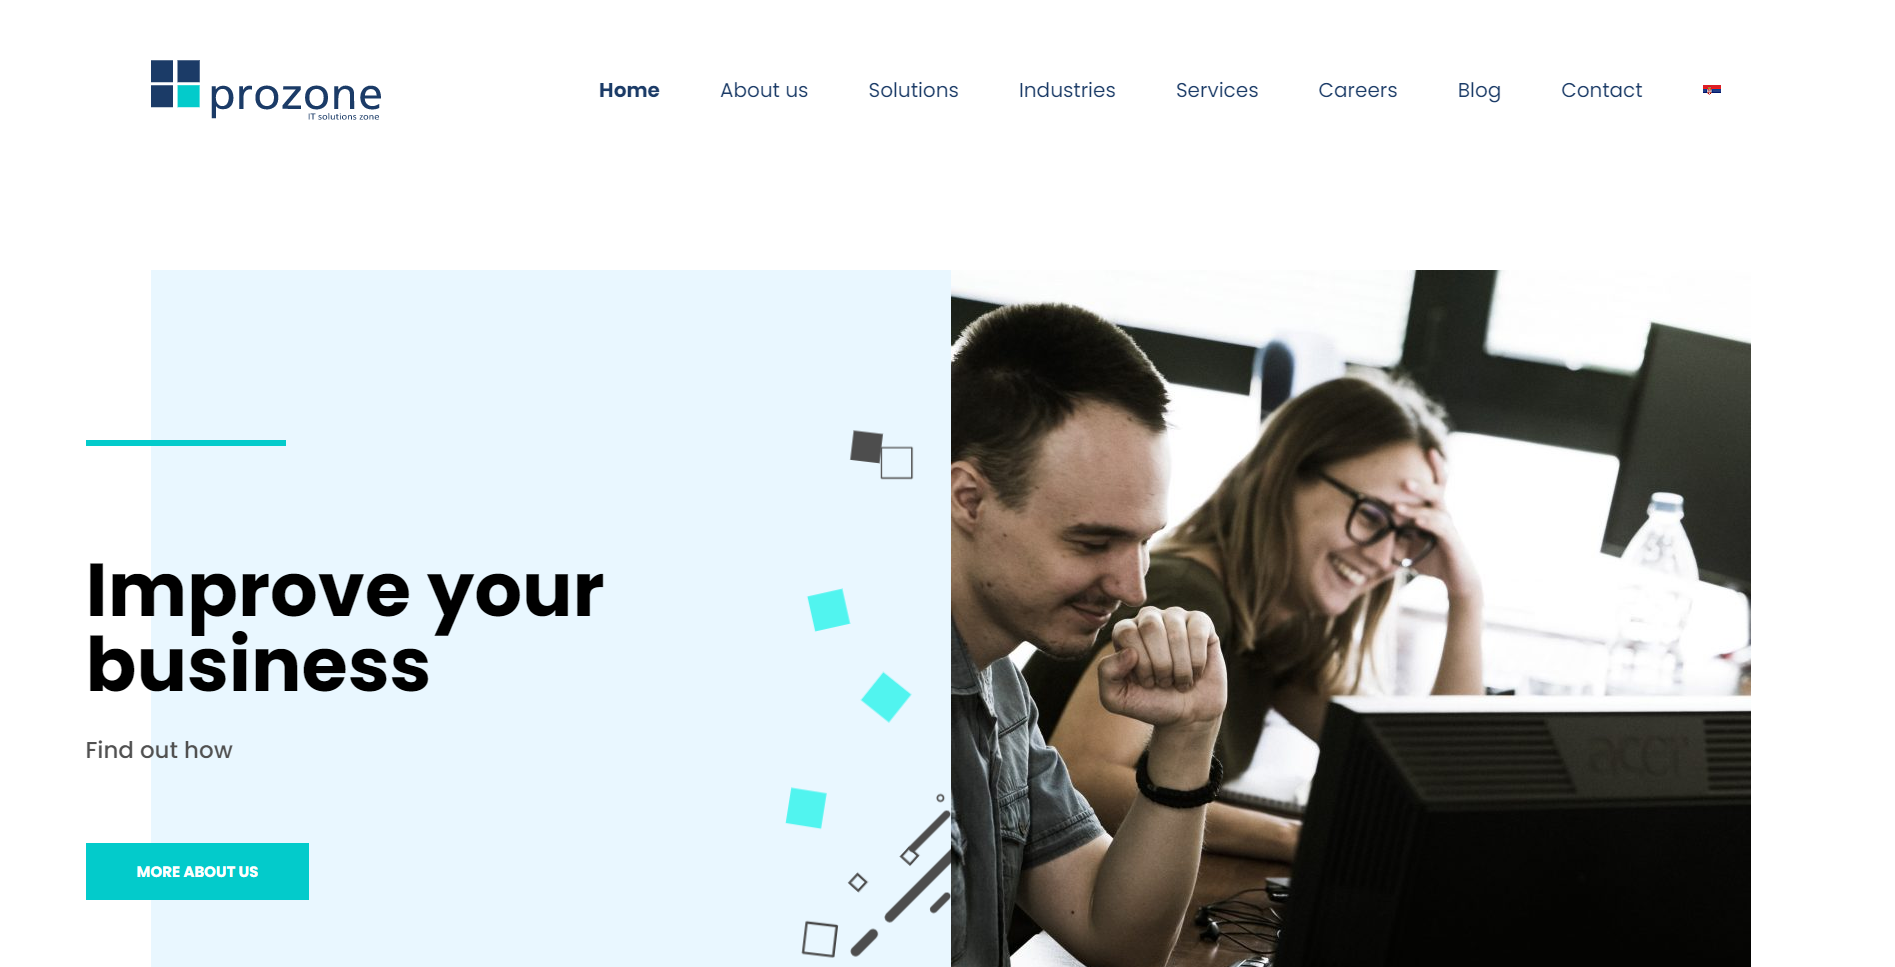 prozone
IT solutions zone
Home
About us
Solutions
Industries
Services
Careers
Blog
Contact
Improve your
business
Find out how
MORE ABOUT US
acer